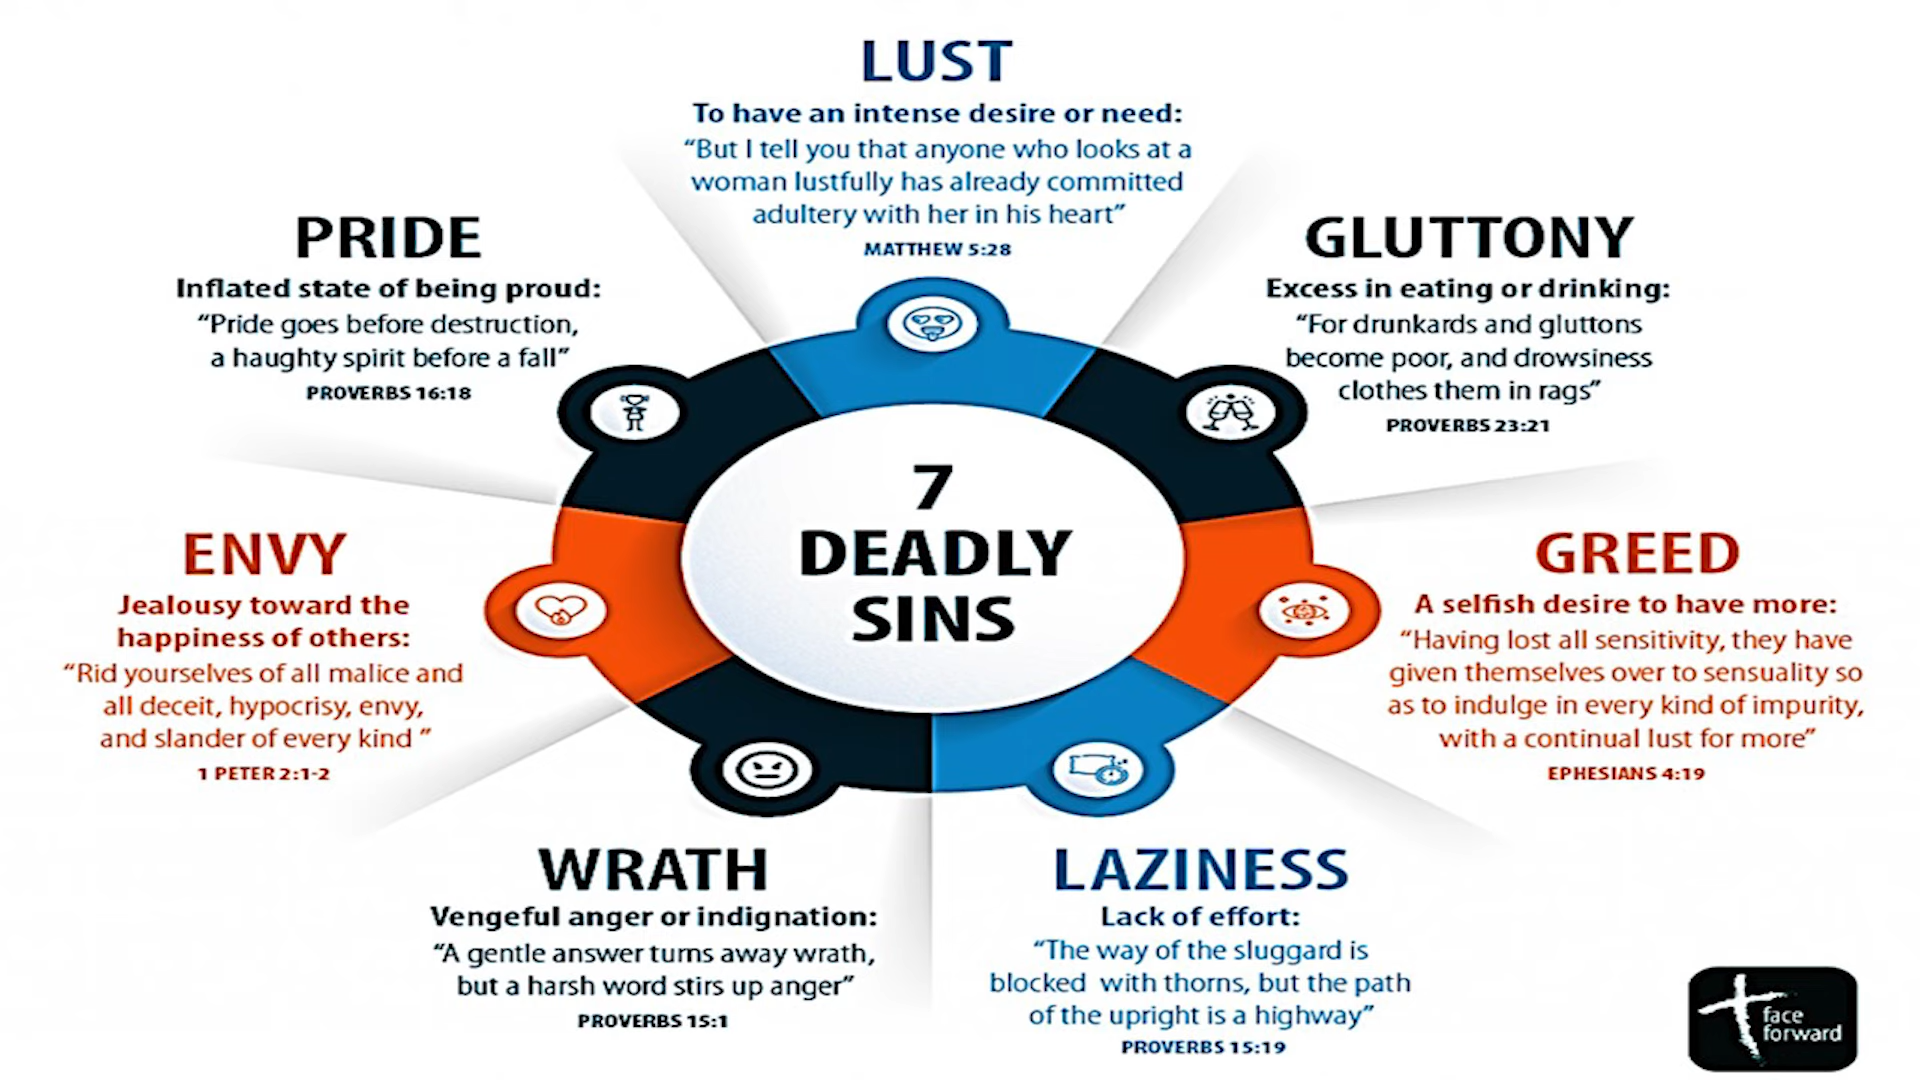 LUST
To have an intense desire or need:
“But I tell you that anyone who looks at a
woman lustfully has already committed
adultery with her in his heart”
MATTHEW 5:28
PRIDE
Inflated state of being proud:
“Pride goes before destruction,
a haughty spirit before a fall”
PROVERBS 16:18
GLUTTONY
Excess in eating or drinking:
“For drunkards and gluttons
become poor, and drowsiness
clothes them in rags”
PROVERBS 23:21
7
DEADLY
SINS
ENVY
Jealousy toward the
happiness of others:
“Rid yourselves of all malice and
all deceit, hypocrisy, envy,
and slander of every kind ”
1 PETER 2:1-2
GREED
A selfish desire to have more:
“Having lost all sensitivity, they have
given themselves over to sensuality so
as to indulge in every kind of impurity,
with a continual lust for more”
EPHESIANS 4:19
WRATH
Vengeful anger or indignation:
“A gentle answer turns away wrath,
but a harsh word stirs up anger”
PROVERBS 15:1
LAZINESS
Lack of effort:
“The way of the sluggard is
blocked with thorns, but the path
of the upright is a highway”
PROVERBS 15:19
face
forward